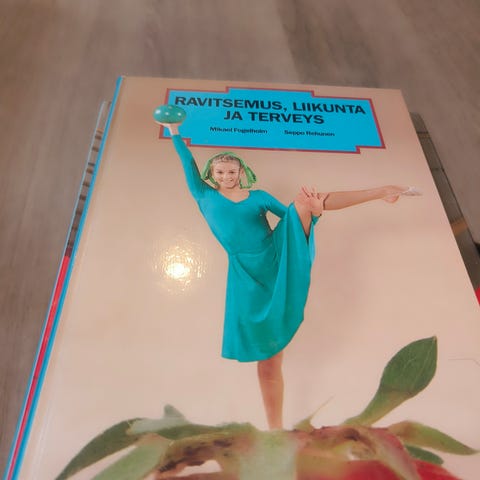 RAVITSEMUS, LIIKUNTA
JA TERVEYS
Mikael Fogelholm Seppo Rehunen